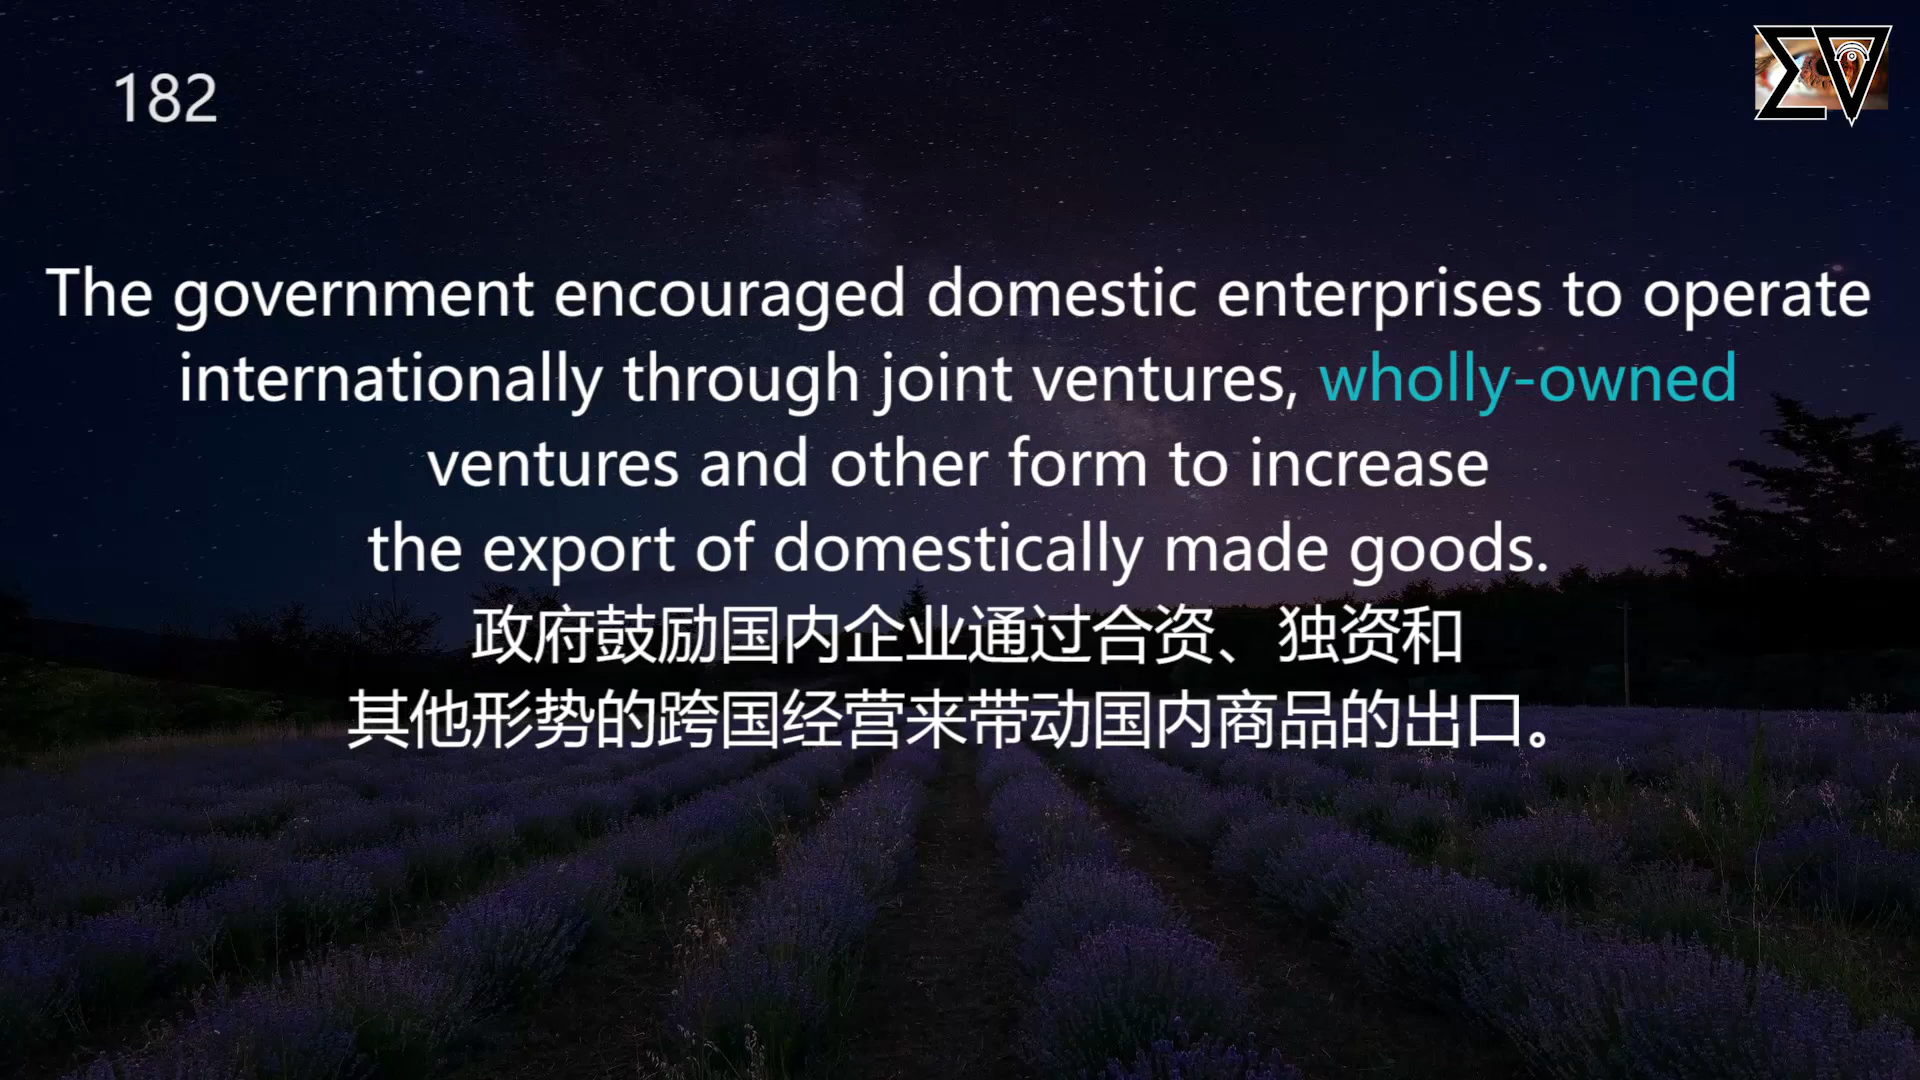 182
The government encouraged domestic enterprises to operate
internationally through joint ventures, wholly-owned
ventures and other form to increase
the export of domestically made goods.
政府鼓励国内企业通过合资、独资和
其他形势的跨国经营来带动国内商品的出口。